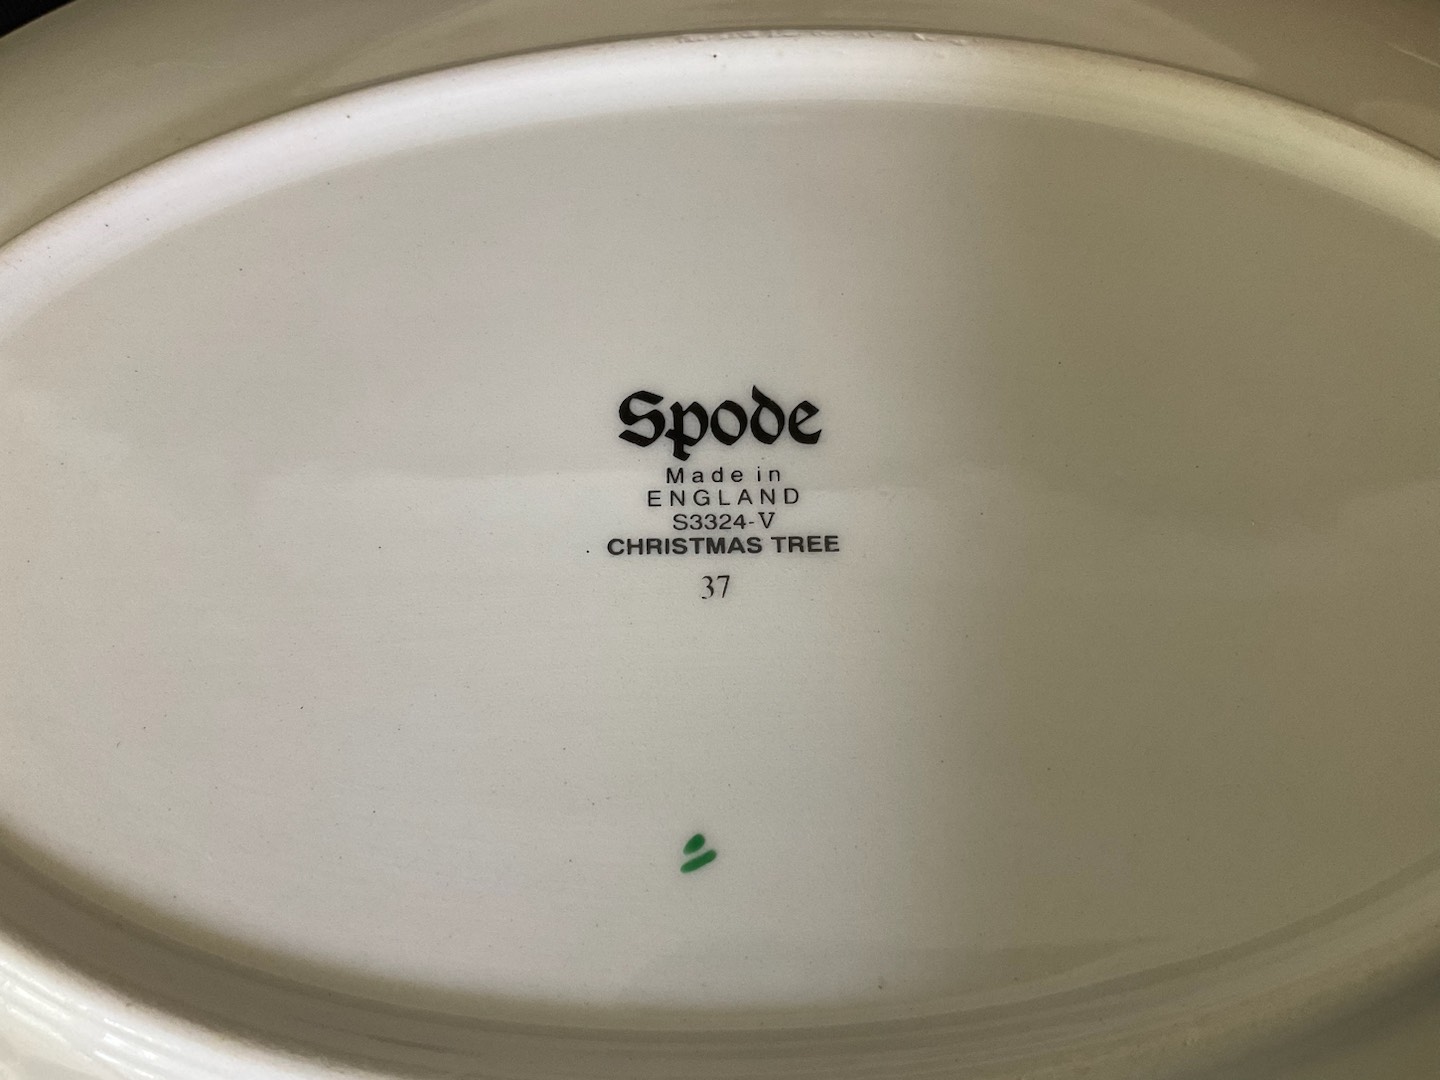 Spode
Made in
ENGLAND
S3324-V
CHRISTMAS TREE
37